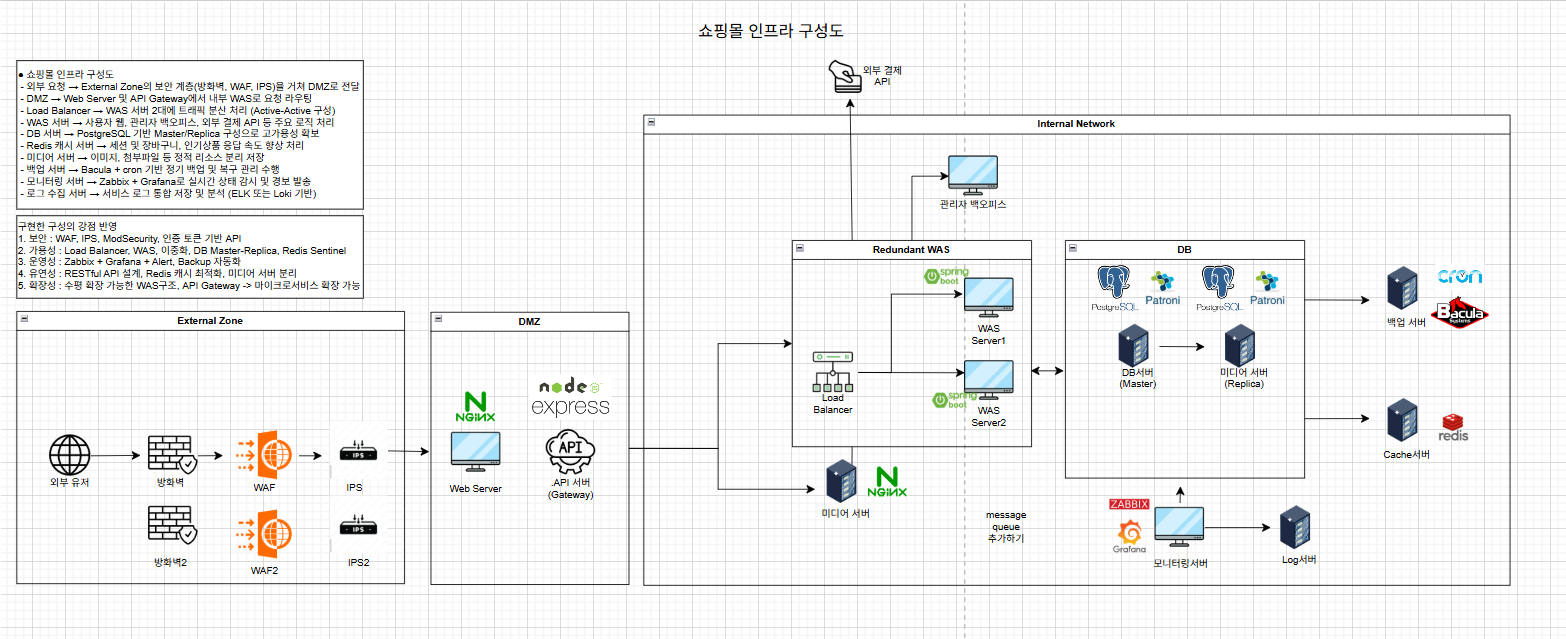 쇼핑몰 인프라 구성도
● 쇼핑몰 인프라 구성도
- 외부 요청 → External Zone의 보안 계층(방화벽, WAF, IPS)을 거쳐 DMZ로 전달
- DMZ → Web Server 및 API Gateway에서 내부 WAS로 요청 라우팅
- Load Balancer → WAS 서버 2대에 트래픽 분산 처리 (Active-Active 구성)
- WAS 서버 → 사용자 웹, 관리자 백오피스, 외부 결제 API 등 주요 로직 처리
- DB 서버 → PostgreSQL 기반 Master/Replica 구성으로 고가용성 확보
- Redis 캐시 서버 → 세션 및 장바구니, 인기상품 응답 속도 향상 처리
- 미디어 서버 → 이미지, 첨부파일 등 정적 리소스 분리 저장
- 백업 서버 → Bacula + cron 기반 정기 백업 및 복구 관리 수행
- 모니터링 서버 → Zabbix + Grafana로 실시간 상태 감시 및 경보 발송
- 로그 수집 서버 → 서비스 로그 통합 저장 및 분석 (ELK 또는 Loki 기반)
구현한 구성의 강점 반영
1. 보안 : WAF, IPS, ModSecurity, 인증 토큰 기반 API
2. 가용성 : Load Balancer, WAS, 이중화, DB Master-Replica, Redis Sentinel
3. 운영성 : Zabbix + Grafana + Alert, Backup 자동화
4. 유연성 : RESTful API 설계, Redis 캐시 최적화, 미디어 서버 분리
5. 확장성 : 수평 확장 가능한 WAS구조, API Gateway -> 마이크로서비스 확장 가능
External Zone
외부 유저
방화벽
WAF
IPS
IPS
방화벽2
WAF2
IPS
IPS2
DMZ
NGINX
node
express
Web Server
API
.API 서버
(Gateway)
외부 결제
API
Internal Network
관리자 백오피스
Redundant WAS
spring
boot
WAS
Server1
Load
Balancer
spring
boot
WAS
Server2
미디어 서버
NGINX
message
queue
추가하기
DB
PostgreSQL
Patroni
PostgreSQL
Patroni
DB서버
(Master)
미디어 서버
(Replica)
백업 서버
cron
Bacula
Systems
Cache서버
redis
ZABBIX
Grafana
모니터링서버
Log서버